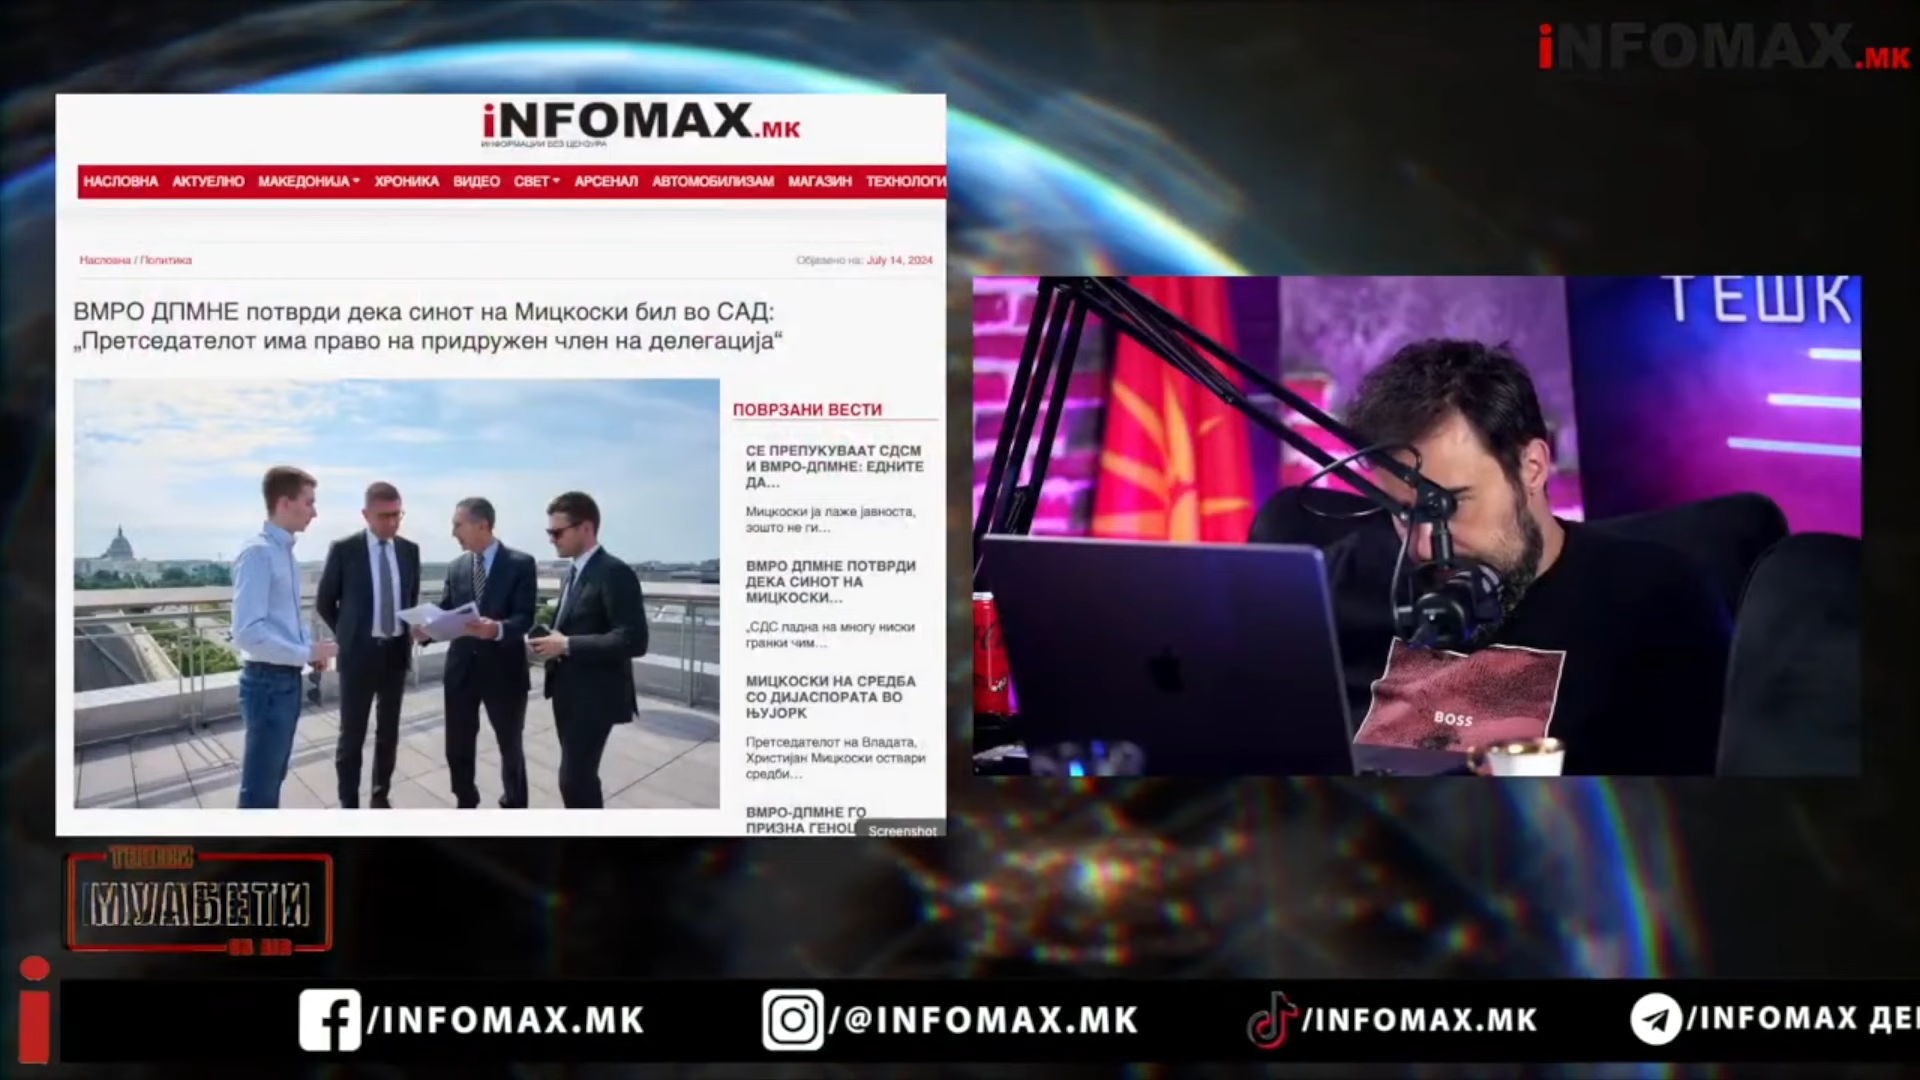 iNFOMAX.MK
iNFOMAX.MK
ИНФОРМАЦИИ БЕЗ ЦЕНЗУРА
НАСЛОВНА АКТУЕЛНО МАКЕДОНИЈА ХРОНИКА ВИДЕО СВЕТ АРСЕНАЛ АВТОМОБИЛИЗАМ МАГАЗИН ТЕХНОЛОГИ
Насловна / Политика
Објавено на: July 14, 2024
ВМРО ДПМНЕ потврди дека синот на Мицкоски бил во САД:
„Претседателот има право на придружен член на делегација“
ПОВРЗАНИ ВЕСТИ
СЕ ПРЕПУКУВААТ СДСМ
И ВМРО-ДПМНЕ: ЕДНИТЕ
ДА...
Мицкоски ја лаже јавноста,
зошто не ги...
ВМРО ДПМНЕ ПОТВРДИ
ДЕКА СИНОТ НА
МИЦКОСКИ...
„СДС падна на многу ниски
гранки чим...
МИЦКОСКИ НА СРЕДБА
СО ДИЈАСПОРАТА ВО
ЊУЈОРК
Претседателот на Владата,
Христијан Мицкоски оствари
средби...
ВМРО-ДПМНЕ ГО
ПРИЗНА ГЕНОЦ
Screenshot
ТЕШК
BOSS
МУАБЕТИ
/INFOMAX.MK
/@INFOMAX.MK
/INFOMAX.MK
/INFOMAX ДЕ